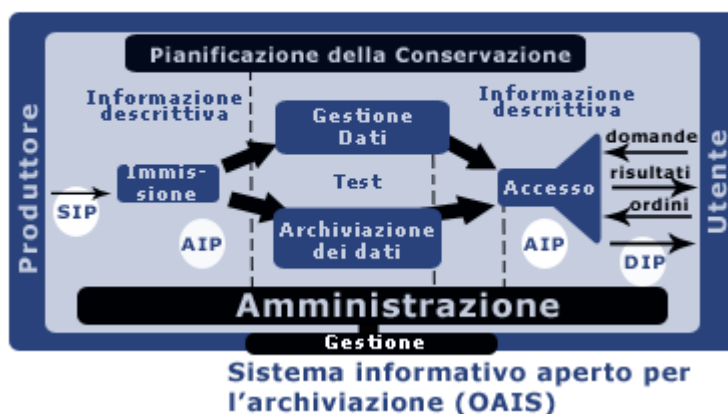 Pianificazione della Conservazione
Produttore
Informazione
descrittiva
Gestione
Dati
Informazione
descrittiva
Utente
domande
risultati
ordini
SIP
Immis-
sione
Test
Accesso
AIP
Archiviazione
dei dati
AIP
DIP
Amministrazione
Gestione
Sistema informativo aperto per
l'archiviazione (OAIS)